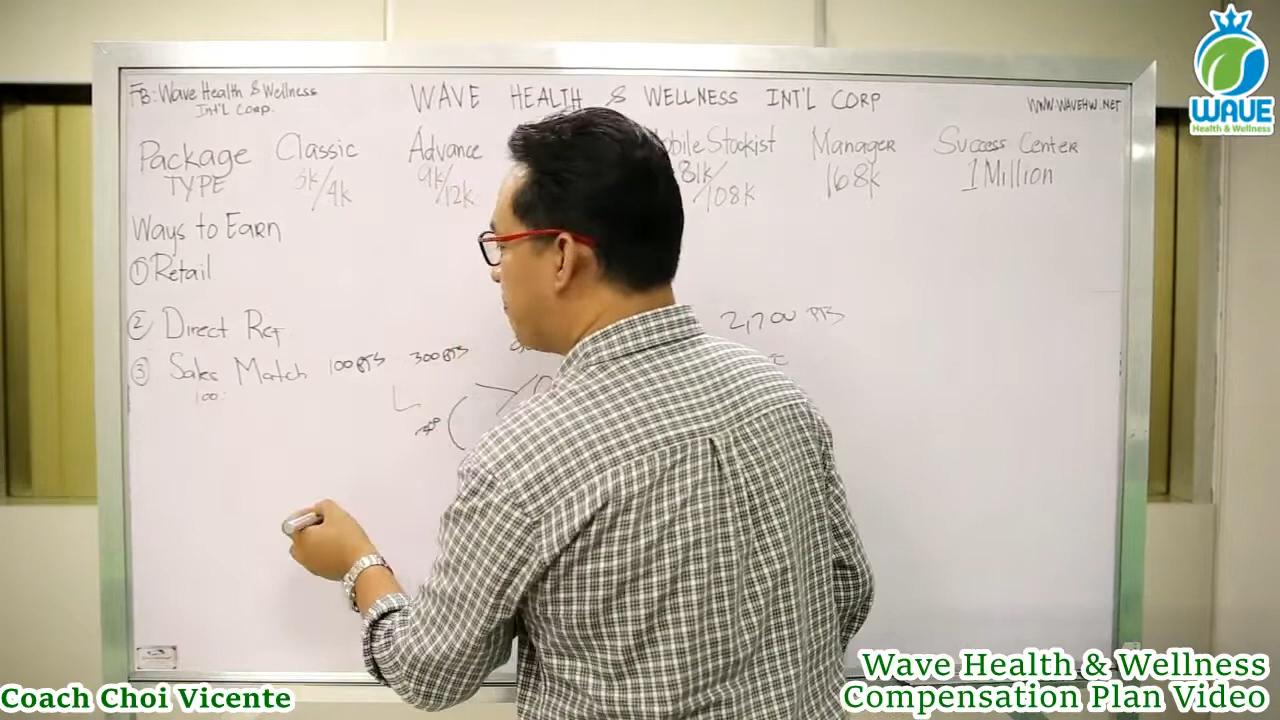 FB: Wave Health & Wellness
Int'l Corp.
WAVE HEALTH & WELLNESS INT'L CORP
WWW.WAVEHW.NET
WAVE
Health & Wellness
Package TYPE
Classic
3k/4k
Advance
9k/12k
Stockist
81k/108k
Manager
168k
Success Center
1 Million
Ways to Earn
① Retail
② Direct Ref
2,700 PTS
③ Sales Match 100PTS 300PTS
100:
L
300
Coach Choi Vicente
Wave Health & Wellness
Compensation Plan Video